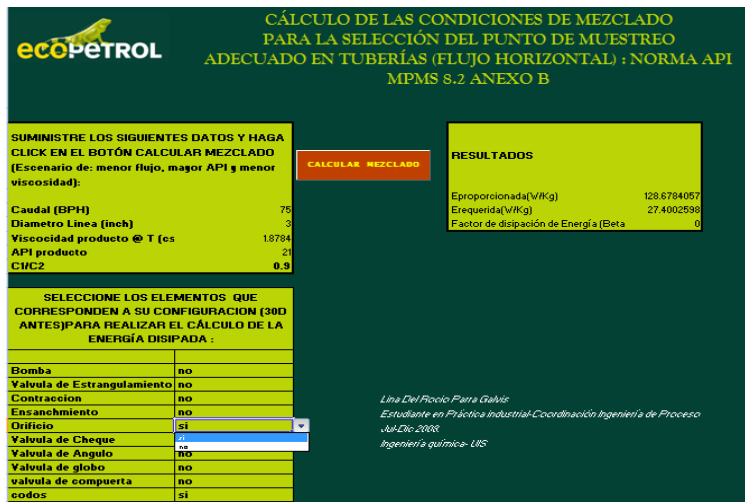 ecopetrol
CÁLCULO DE LAS CONDICIONES DE MEZCLADO
PARA LA SELECCIÓN DEL PUNTO DE MUESTREO
ADECUADO EN TUBERÍAS (FLUJO HORIZONTAL) : NORMA API
MPMS 8.2 ANEXO B
SUMINISTRE LOS SIGUIENTES DATOS Y HAGA
CLICK EN EL BOTÓN CALCULAR MEZCLADO
(Escenario de: menor flujo, mayor API y menor
viscosidad):
Caudal (BPH) 75
Diametro Linea (inch) 3
Viscocidad producto @ T (cs 1.8784
API producto 21
C1/C2 0.9
CALCULAR MEZCLADO
RESULTADOS
Eproporcionada(W/Kg) 128.6784057
Erequerida(W/Kg) 27.4002598
Factor de disipación de Energía (Beta 0
SELECCIONE LOS ELEMENTOS QUE
CORRESPONDEN A SU CONFIGURACION (30D
ANTES)PARA REALIZAR EL CÁLCULO DE LA
ENERGÍA DISIPADA :
Bomba no
Valvula de Estrangulamiento no
Contraccion no
Ensanchmiento no
Orificio si
si
no
Valvula de Cheque
Valvula de Angulo no
Valvula de globo no
valvula de compuerta no
codos si
Lina Del Rocio Parra Galvis
Estudiante en Práctica Industrial-Coordinación Ingeniería de Proceso
Jul-Dic 2008.
Ingeniería química- UIS